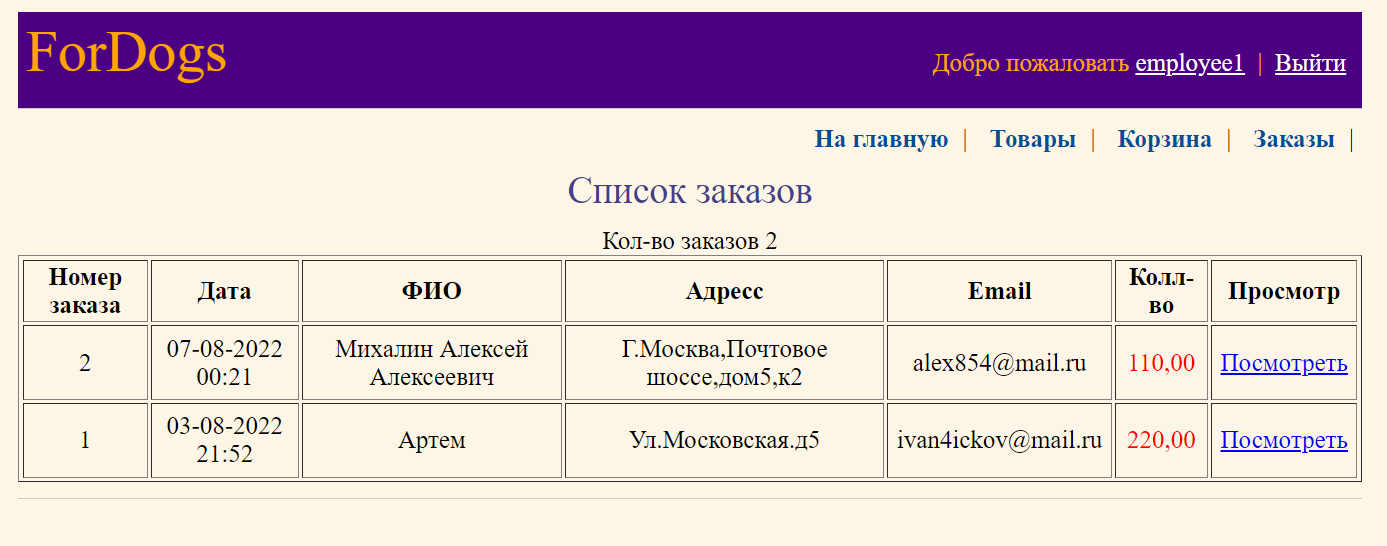 ForDogs
Добро пожаловать employee1 | Выйти
На главную | Товары | Корзина | Заказы |
Список заказов
Кол-во заказов 2
Номер заказа Дата ФИО Адресс Email Колл-во Просмотр
2 07-08-2022 00:21 Михалин Алексей Алексеевич Г.Москва,Почтовое шоссе,дом5,к2 alex854@mail.ru 110,00 Посмотреть
1 03-08-2022 21:52 Артем Ул.Московская.д5 ivan4ickov@mail.ru 220,00 Посмотреть